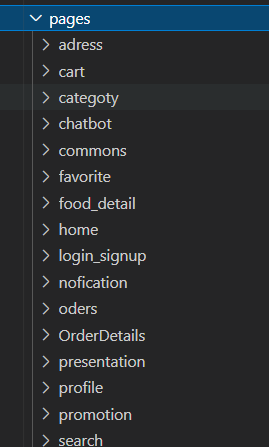 pages
adress
cart
categoty
chatbot
commons
favorite
food_detail
home
login_signup
nofication
oders
OrderDetails
presentation
profile
promotion
search